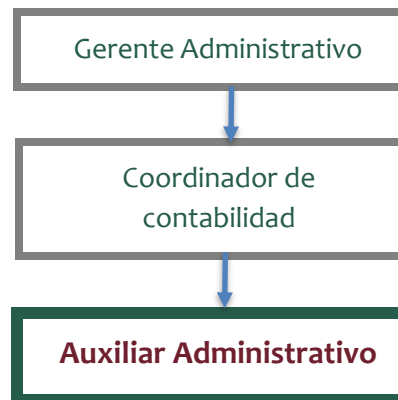 Gerente Administrativo
Coordinador de
contabilidad
Auxiliar Administrativo